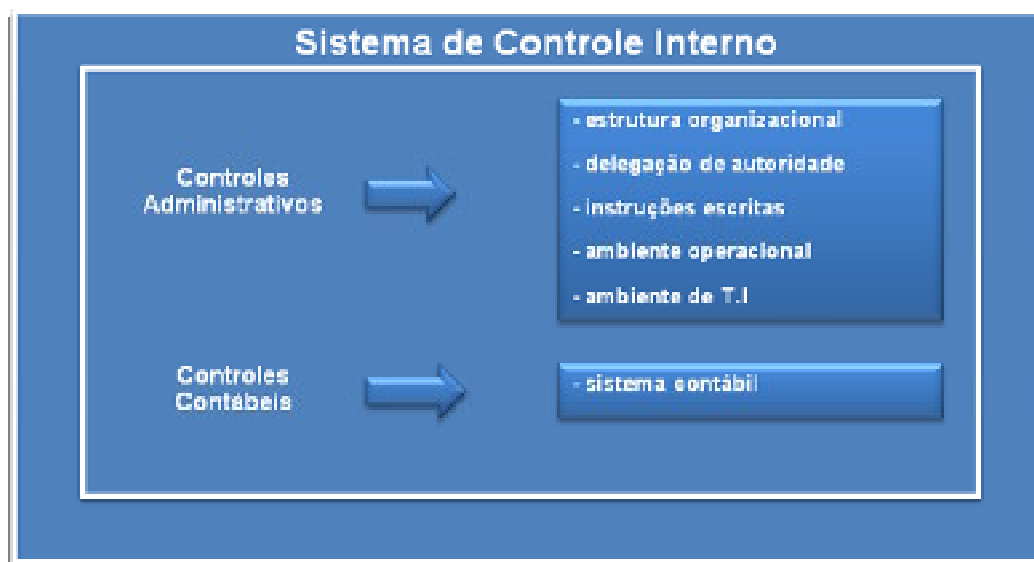 Sistema de Controle Interno
Controles
Administrativos
- estrutura organizacional
- delegação de autoridade
- instruções escritas
- ambiente operacional
- ambiente de T.I
Controles
Contábeis
- sistema contábil